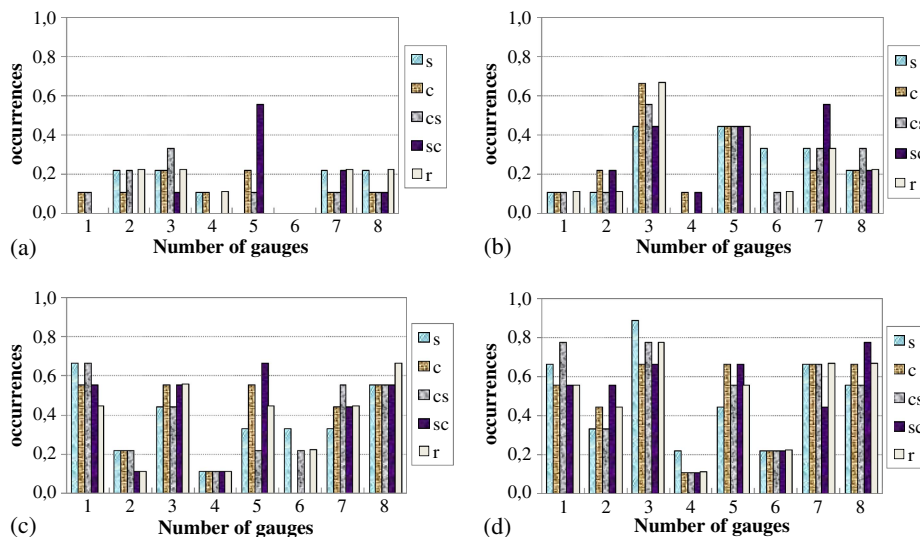 1,0
0,8
0,6
0,4
0,2
0,0
occurrences
1 2 3 4 5 6 7 8
Number of gauges
s
c
cs
sc
r
(a)
1,0
0,8
0,6
0,4
0,2
0,0
occurrences
1 2 3 4 5 6 7 8
Number of gauges
s
c
cs
sc
r
(b)
1,0
0,8
0,6
0,4
0,2
0,0
occurrences
1 2 3 4 5 6 7 8
Number of gauges
s
c
cs
sc
r
(c)
1,0
0,8
0,6
0,4
0,2
0,0
occurrences
1 2 3 4 5 6 7 8
Number of gauges
s
c
cs
sc
r
(d)